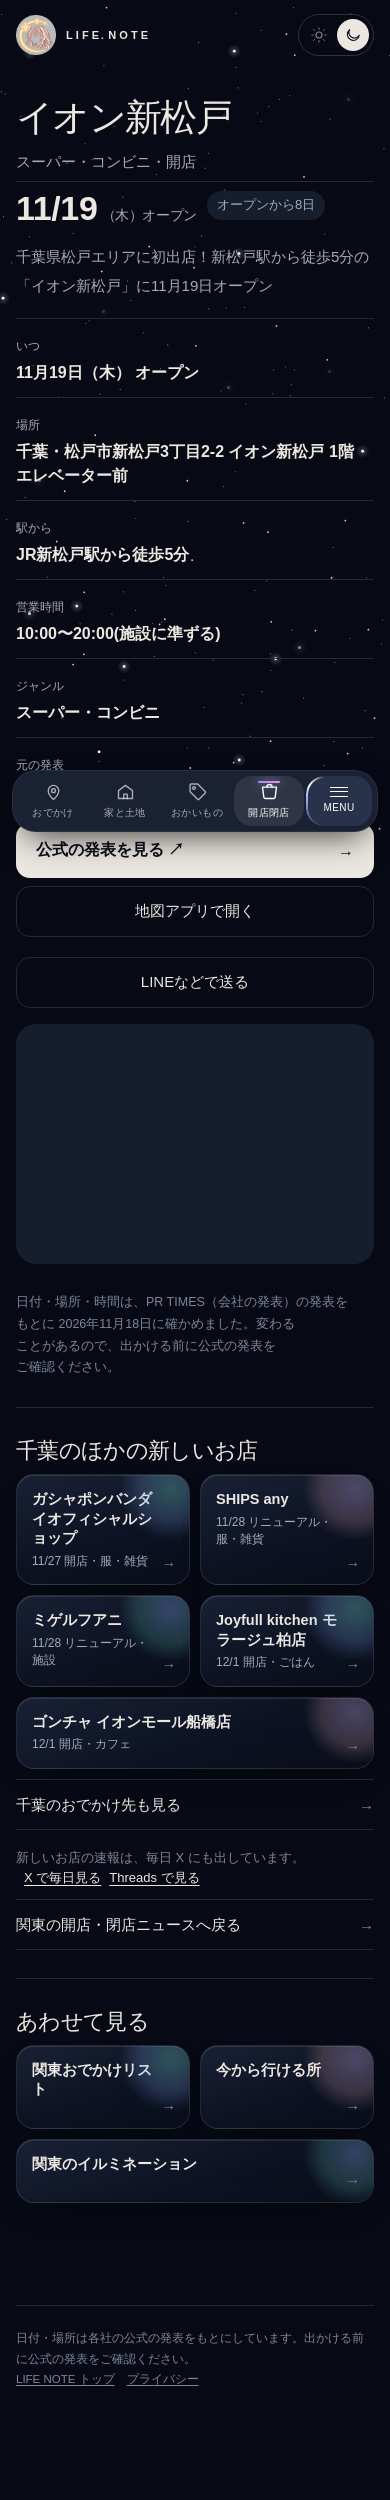 LIFE.NOTE
イオン新松戸
スーパー・コンビニ・開店
11/19 （木）オープン オープンから8日
千葉県松戸エリアに初出店！新松戸駅から徒歩5分の
「イオン新松戸」に11月19日オープン
いつ
11月19日（木） オープン
場所
千葉・松戸市新松戸3丁目2-2 イオン新松戸 1階
エレベーター前
駅から
JR新松戸駅から徒歩5分
営業時間
10:00〜20:00(施設に準ずる)
ジャンル
スーパー・コンビニ
元の発表
おでかけ 家と土地 おかいもの 開店閉店 MENU
公式の発表を見る ↗ →
地図アプリで開く
LINEなどで送る
日付・場所・時間は、PR TIMES（会社の発表）の発表を
もとに 2026年11月18日に確かめました。変わる
ことがあるので、出かける前に公式の発表を
ご確認ください。
千葉のほかの新しいお店
ガシャポンバンダ
イオフィシャルシ
ョップ
11/27 開店・服・雑貨 →
SHIPS any
11/28 リニューアル・
服・雑貨
→
ミゲルフアニ
11/28 リニューアル・
施設 →
Joyfull kitchen モ
ラージュ柏店
12/1 開店・ごはん →
ゴンチャ イオンモール船橋店
12/1 開店・カフェ →
千葉のおでかけ先も見る →
新しいお店の速報は、毎日 X にも出しています。
X で毎日見る Threads で見る
関東の開店・閉店ニュースへ戻る →
あわせて見る
関東おでかけリス
ト
→
今から行ける所
→
関東のイルミネーション
→
日付・場所は各社の公式の発表をもとにしています。出かける前
に公式の発表をご確認ください。
LIFE NOTE トップ プライバシー